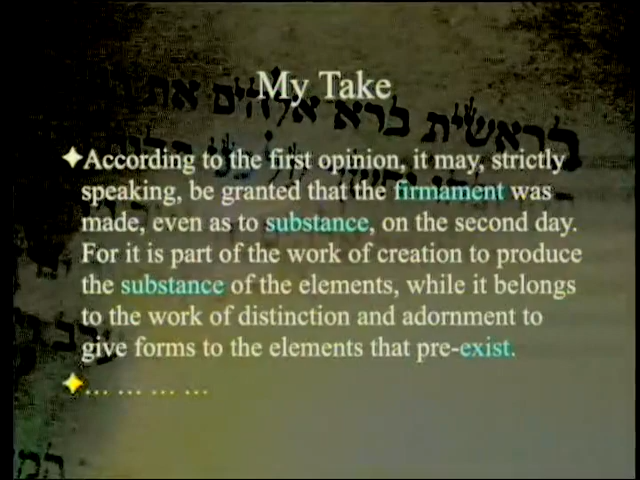 My Take
בראשית ברא אלהים את
According to the first opinion, it may, strictly
speaking, be granted that the firmament was
made, even as to substance, on the second day.
For it is part of the work of creation to produce
the substance of the elements, while it belongs
to the work of distinction and adornment to
give forms to the elements that pre-exist.
… … … …